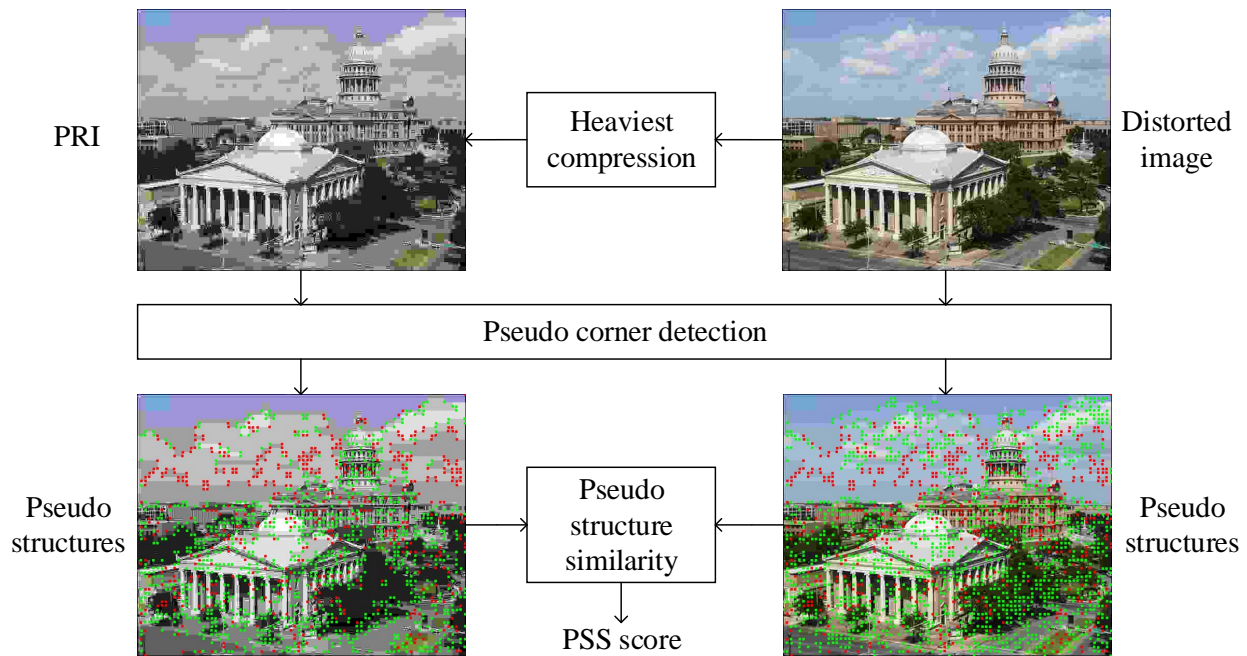 PRI
Heaviest
compression
Distorted
image
Pseudo corner detection
Pseudo
structures
Pseudo
structure
similarity
Pseudo
structures
PSS score